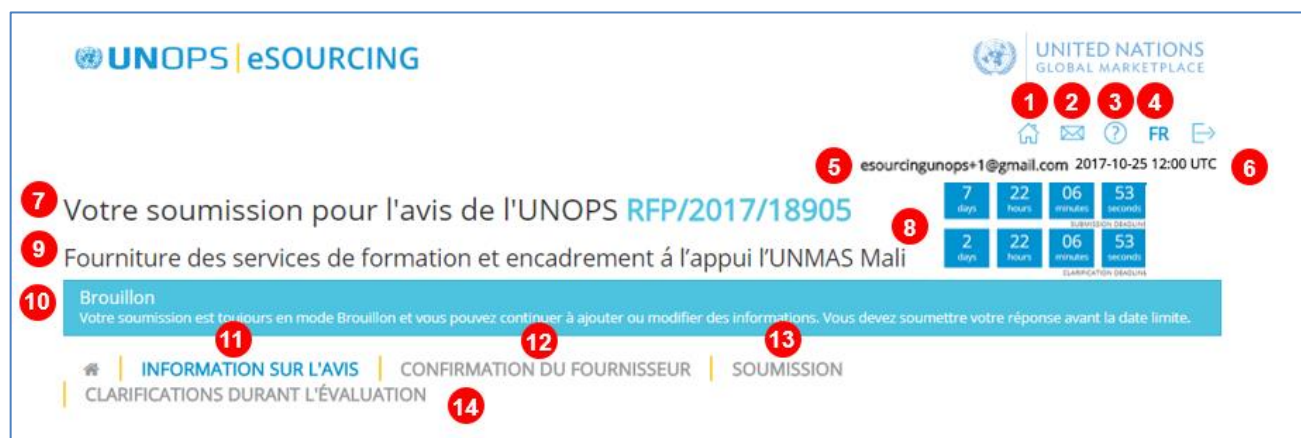 UNOPS eSOURCING
UNITED NATIONS
GLOBAL MARKETPLACE
1 2 3 4
FR
5 esourcingunops+1@gmail.com 2017-10-25 12:00 UTC 6
7 Votre soumission pour l'avis de l'UNOPS RFP/2017/18905
7 22 06 53
days hours minutes seconds
SUBMISSION DEADLINE
8
9 Fourniture des services de formation et encadrement á l'appui l'UNMAS Mali
2 22 06 53
days hours minutes seconds
CLARIFICATION DEADLINE
10 Brouillon
Votre soumission est toujours en mode Brouillon et vous pouvez continuer à ajouter ou modifier des informations. Vous devez soumettre votre réponse avant la date limite.
11 12 13
INFORMATION SUR L'AVIS CONFIRMATION DU FOURNISSEUR SOUMISSION
CLARIFICATIONS DURANT L'ÉVALUATION 14